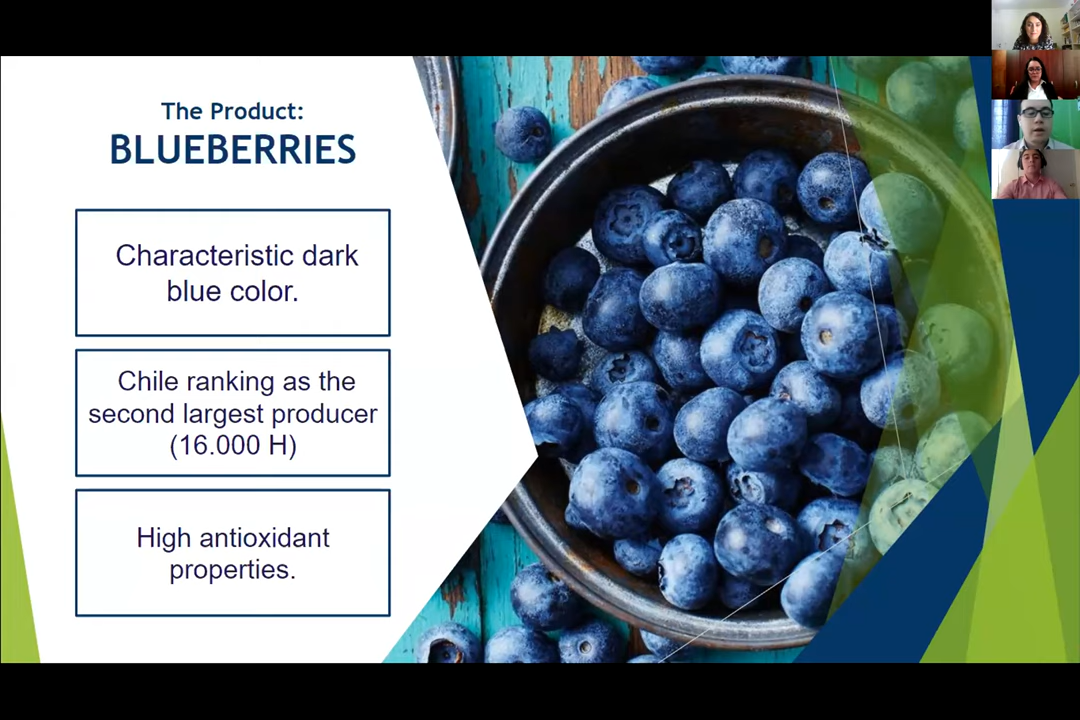 The Product:
BLUEBERRIES
Characteristic dark
blue color.
Chile ranking as the
second largest producer
(16.000 H)
High antioxidant
properties.